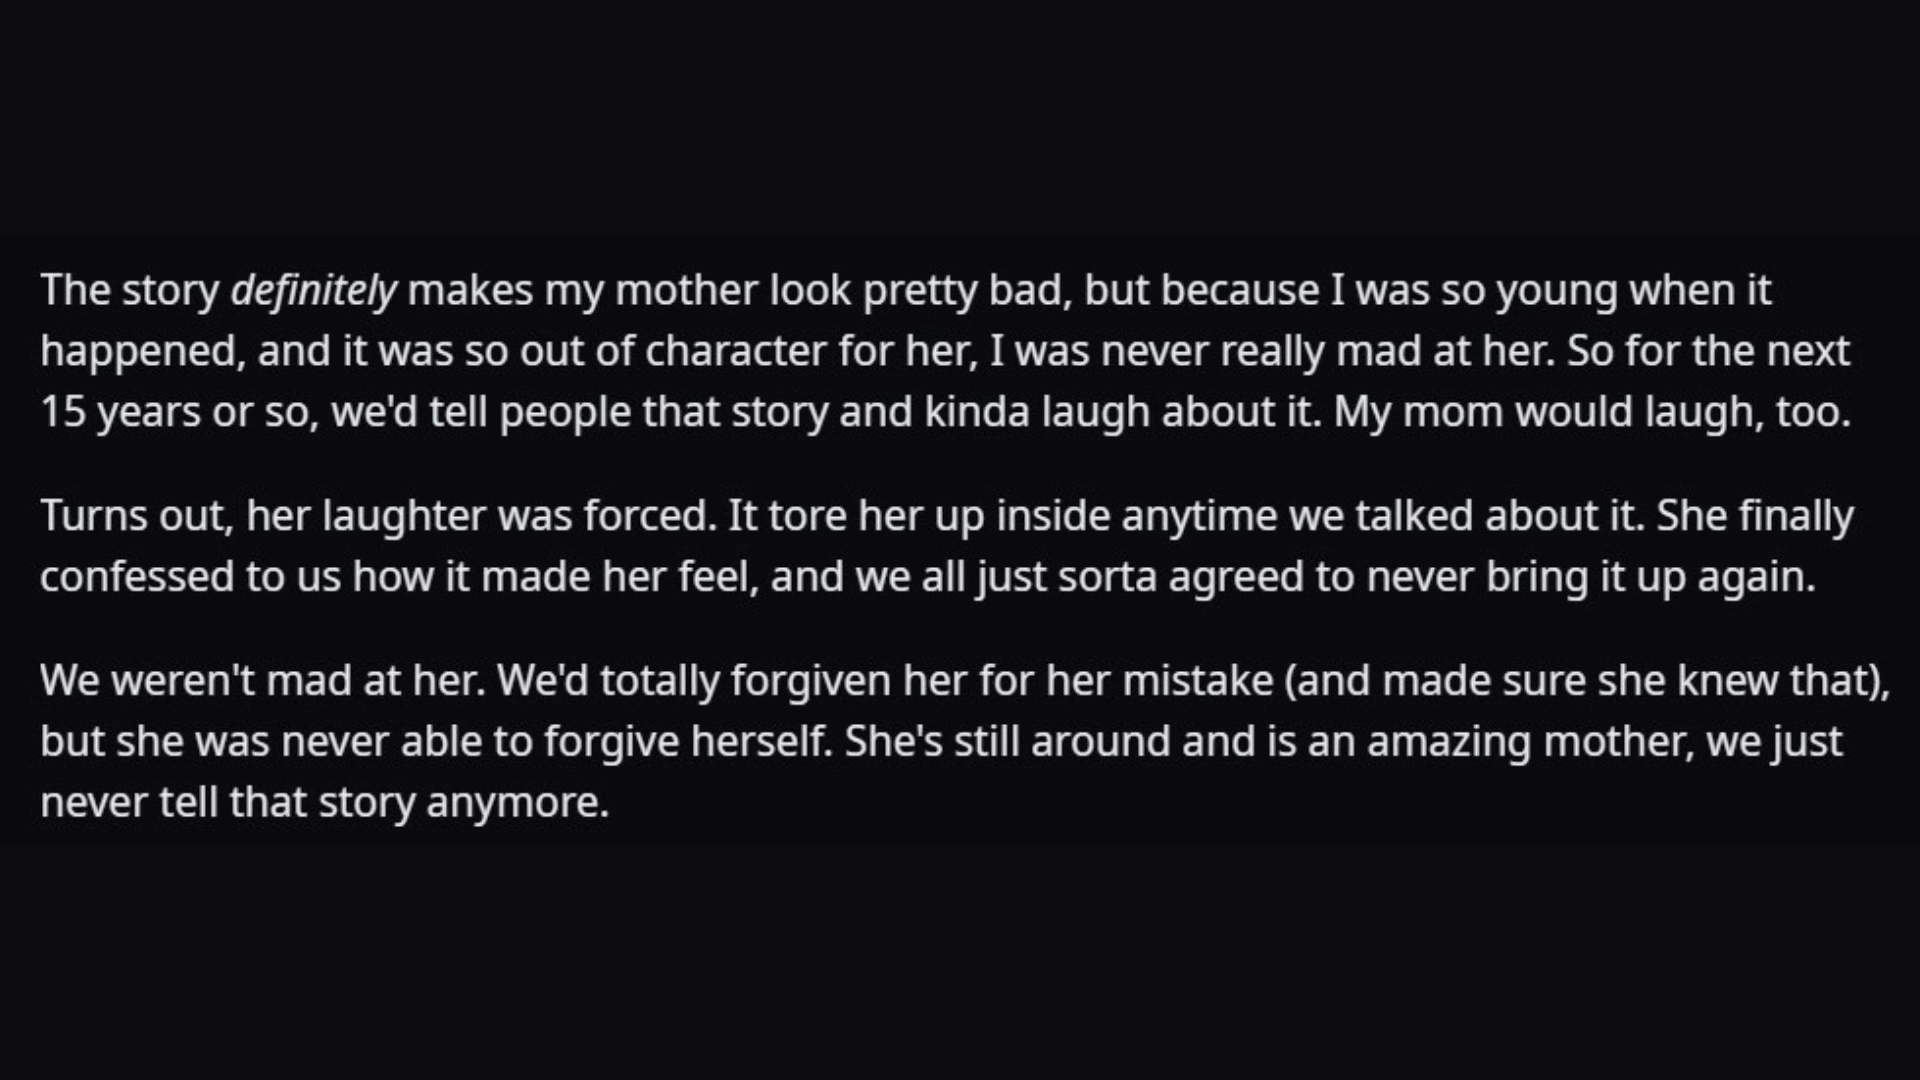 The story definitely makes my mother look pretty bad, but because I was so young when it
happened, and it was so out of character for her, I was never really mad at her. So for the next
15 years or so, we'd tell people that story and kinda laugh about it. My mom would laugh, too.
Turns out, her laughter was forced. It tore her up inside anytime we talked about it. She finally
confessed to us how it made her feel, and we all just sorta agreed to never bring it up again.
We weren't mad at her. We'd totally forgiven her for her mistake (and made sure she knew that),
but she was never able to forgive herself. She's still around and is an amazing mother, we just
never tell that story anymore.